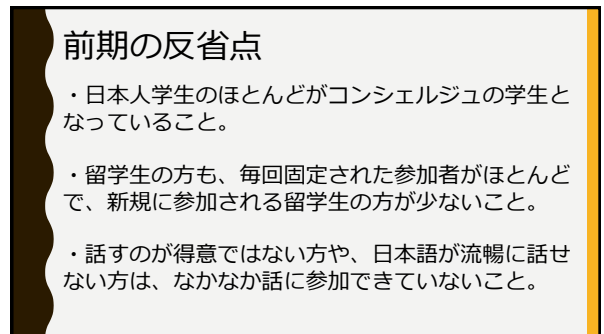 前期の反省点
・日本人学生のほとんどがコンシェルジュの学生と
なっていること。
・留学生の方も、毎回固定された参加者がほとんど
で、新規に参加される留学生の方が少ないこと。
・話すのが得意ではない方や、日本語が流暢に話せ
ない方は、なかなか話に参加できていないこと。